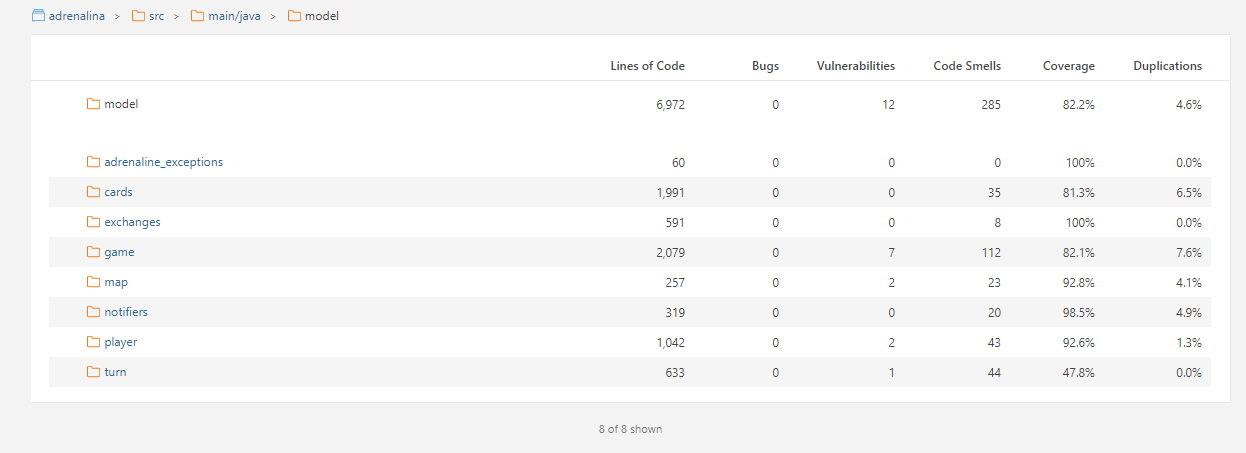 adrenalina > src > main/java > model
Lines of Code Bugs Vulnerabilities Code Smells Coverage Duplications
model 6,972 0 12 285 82.2% 4.6%
adrenaline_exceptions 60 0 0 0 100% 0.0%
cards 1,991 0 0 35 81.3% 6.5%
exchanges 591 0 0 8 100% 0.0%
game 2,079 0 7 112 82.1% 7.6%
map 257 0 2 23 92.8% 4.1%
notifiers 319 0 0 20 98.5% 4.9%
player 1,042 0 2 43 92.6% 1.3%
turn 633 0 1 44 47.8% 0.0%
8 of 8 shown